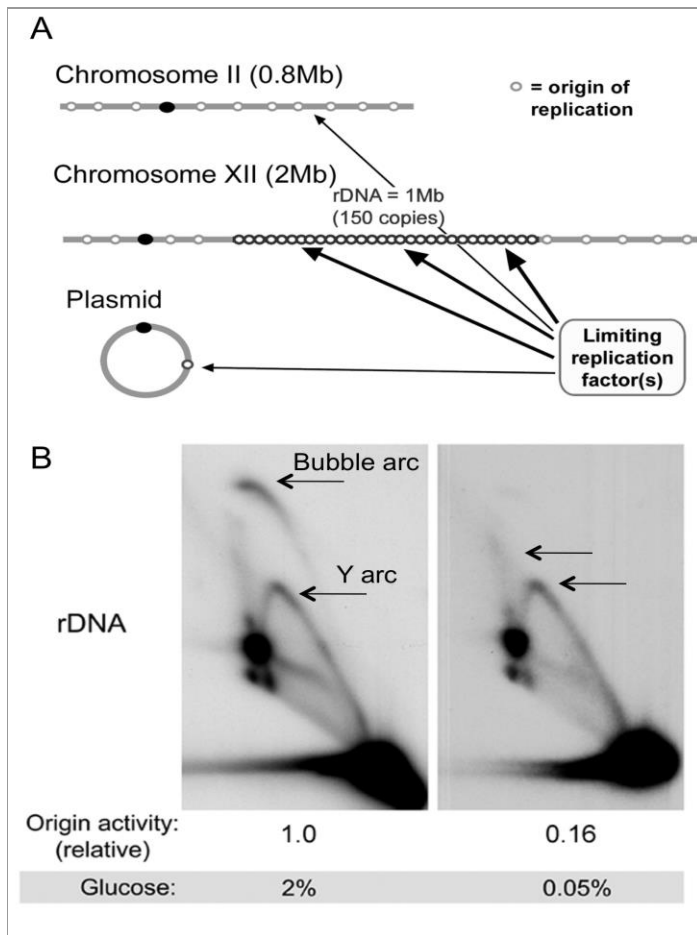 A
Chromosome II (0.8Mb)
= origin of
replication
Chromosome XII (2Mb)
rDNA = 1Mb
(150 copies)
Plasmid
Limiting
replication
factor(s)
B
Bubble arc
Y arc
rDNA
Origin activity:
(relative)
1.0
0.16
Glucose:
2%
0.05%